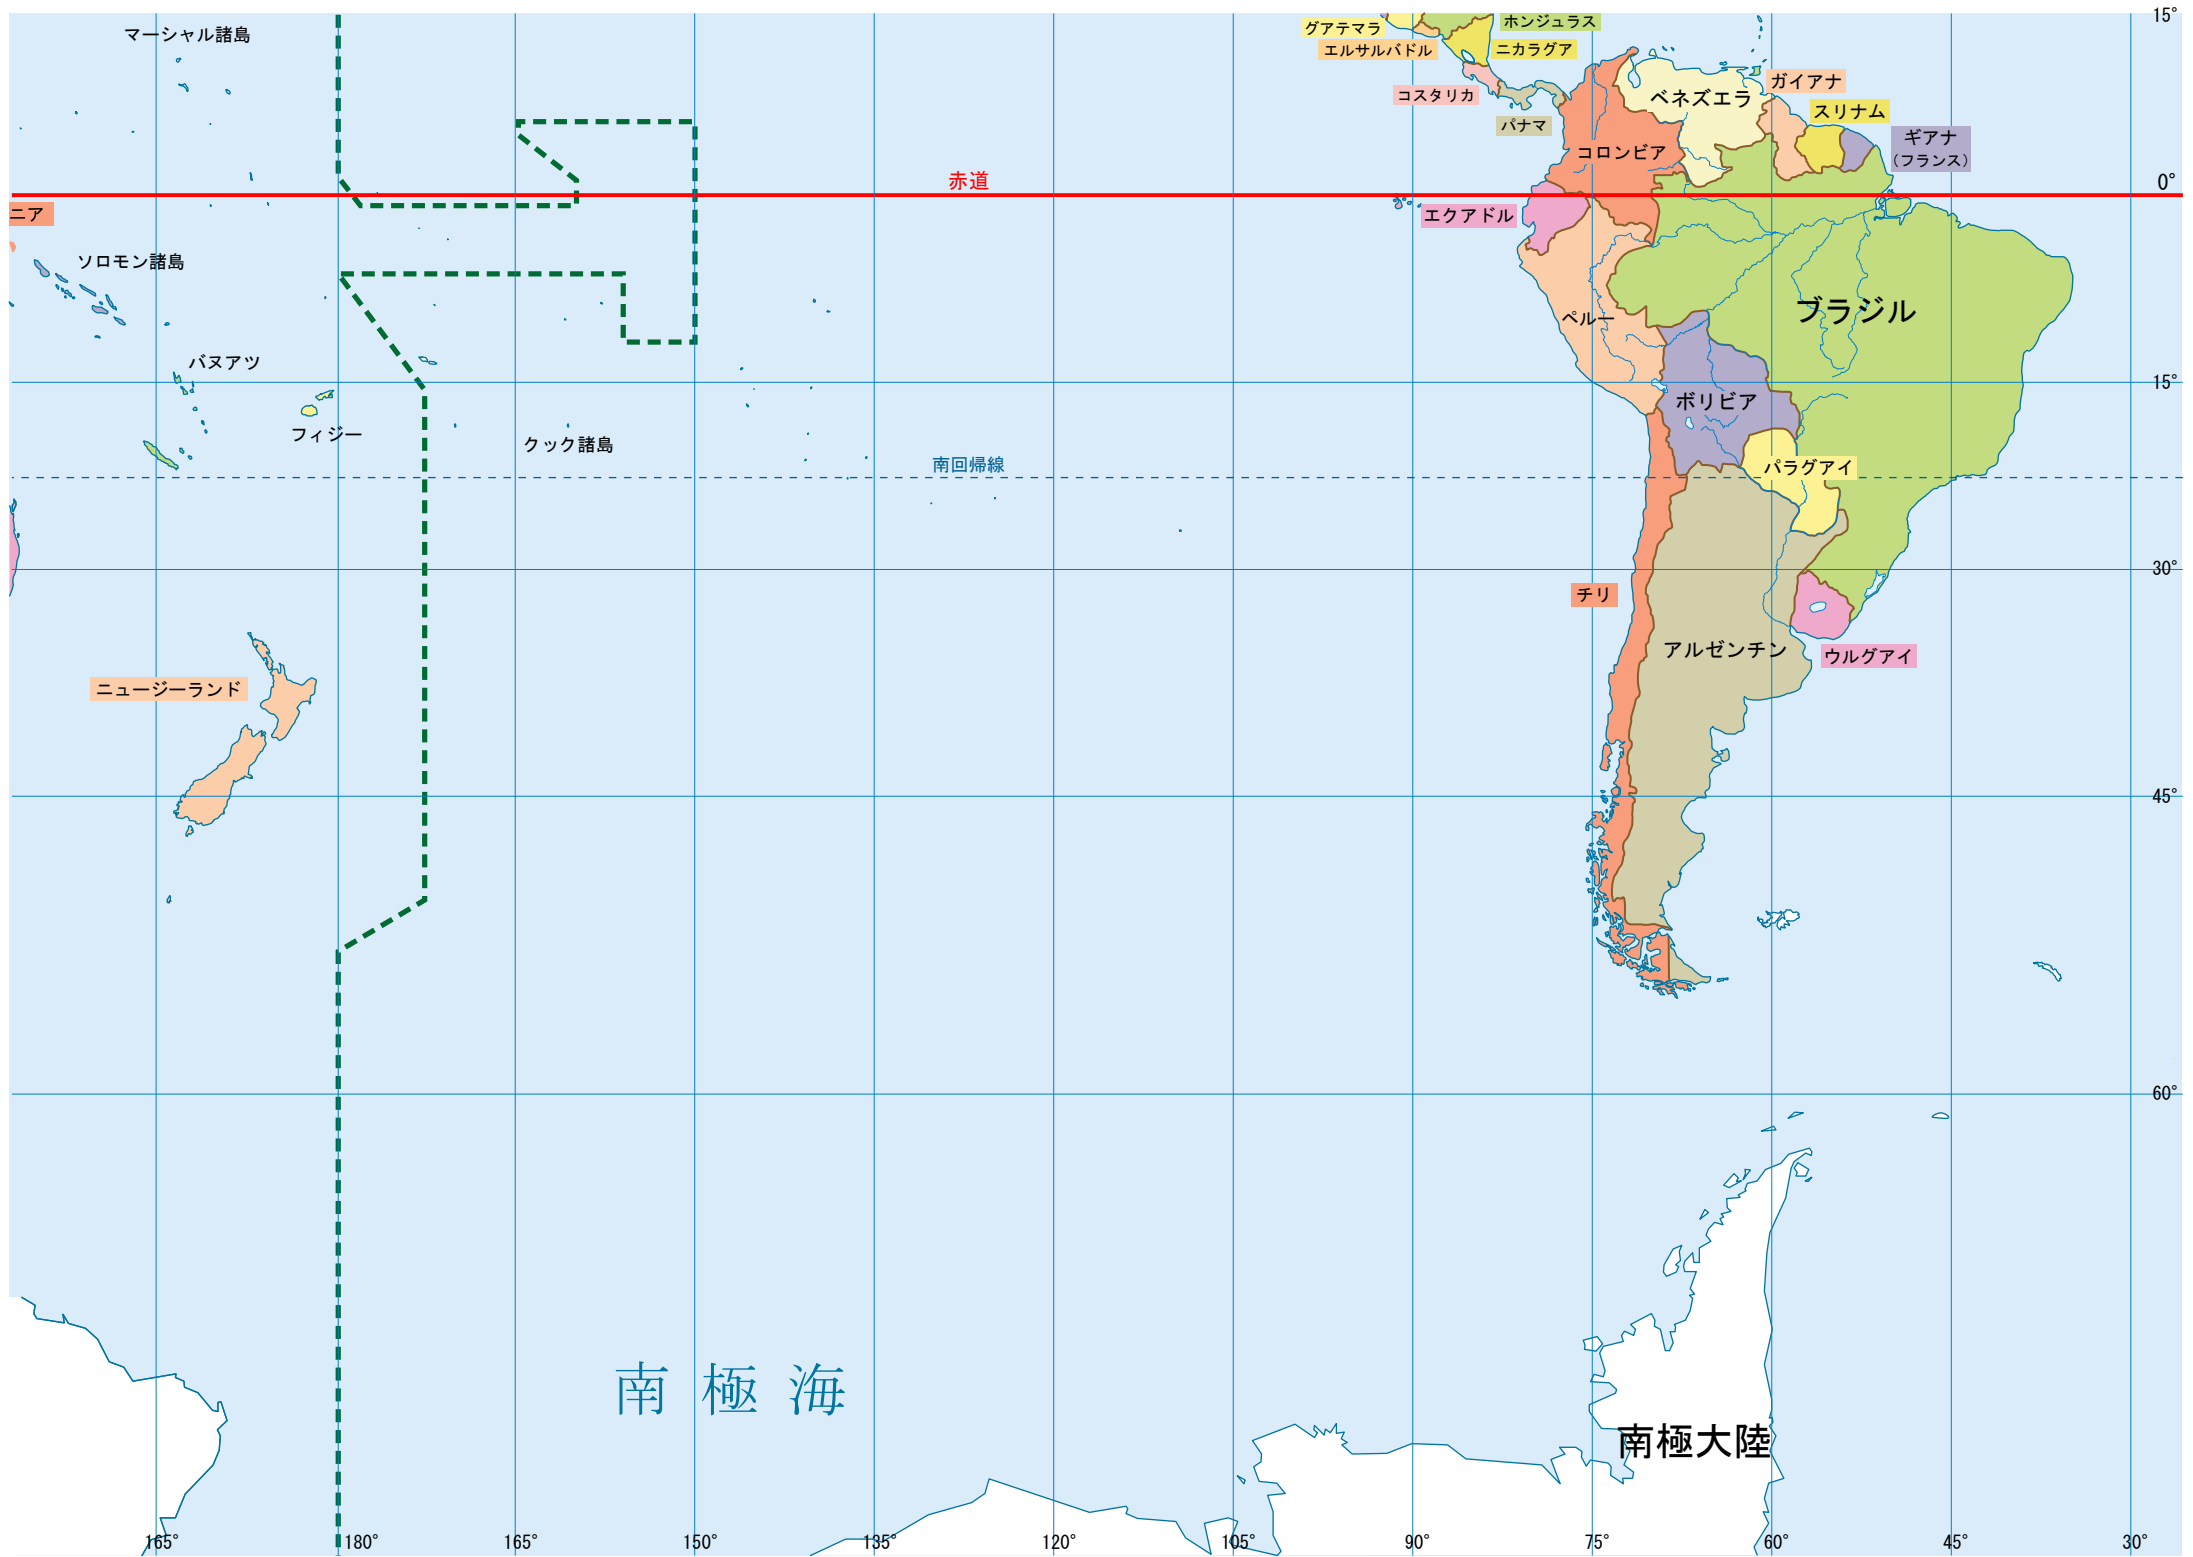 15°
ホンジュラス
グアテマラ
マーシャル諸島
エルサルバドル
ニカラグア
ガイアナ
コスタリカ
ベネズエラ
スリナム
パナマ
ギアナ
(フランス)
コロンビア
赤道
0°
ニア
エクアドル
ソロモン諸島
ブラジル
ペルー
バヌアツ
15°
ボリビア
フィジー
クック諸島
南回帰線
パラグアイ
30°
チリ
アルゼンチン
ウルグアイ
ニュージーランド
45°
60°
南極海
南極大陸
165°
180°
165°
150°
135°
120°
105°
90°
75°
60°
45°
30°